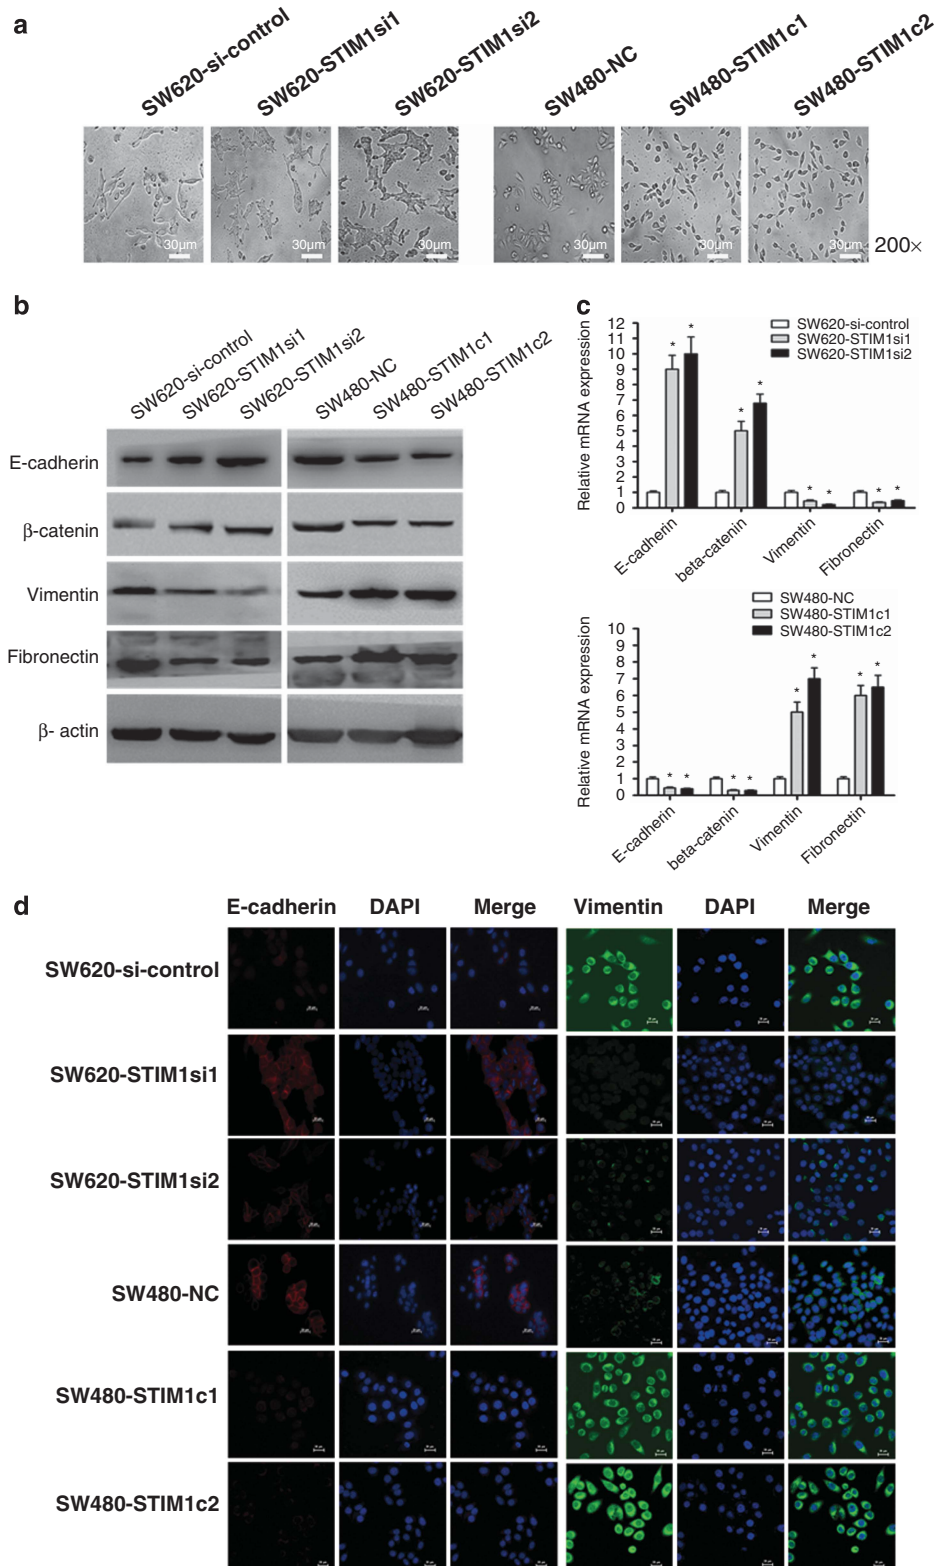 a
SW620-si-control
SW620-STIM1si1
SW620-STIM1si2
SW480-NC
SW480-STIM1c1
SW480-STIM1c2
30µm
30µm
30µm
30µm
30µm
30µm
200×
b
SW620-si-control
SW620-STIM1si1
SW620-STIM1si2
SW480-NC
SW480-STIM1c1
SW480-STIM1c2
E-cadherin
β-catenin
Vimentin
Fibronectin
β- actin
c
Relative mRNA expression
12
11
10
9
8
7
6
5
4
3
2
1
0
SW620-si-control
SW620-STIM1si1
SW620-STIM1si2
* * * * * * * *
E-cadherin
beta-catenin
Vimentin
Fibronectin
Relative mRNA expression
10
9
8
7
6
5
4
3
2
1
0
SW480-NC
SW480-STIM1c1
SW480-STIM1c2
* * * * * * * *
E-cadherin
beta-catenin
Vimentin
Fibronectin
d
E-cadherin DAPI Merge Vimentin DAPI Merge
SW620-si-control
SW620-STIM1si1
SW620-STIM1si2
SW480-NC
SW480-STIM1c1
SW480-STIM1c2